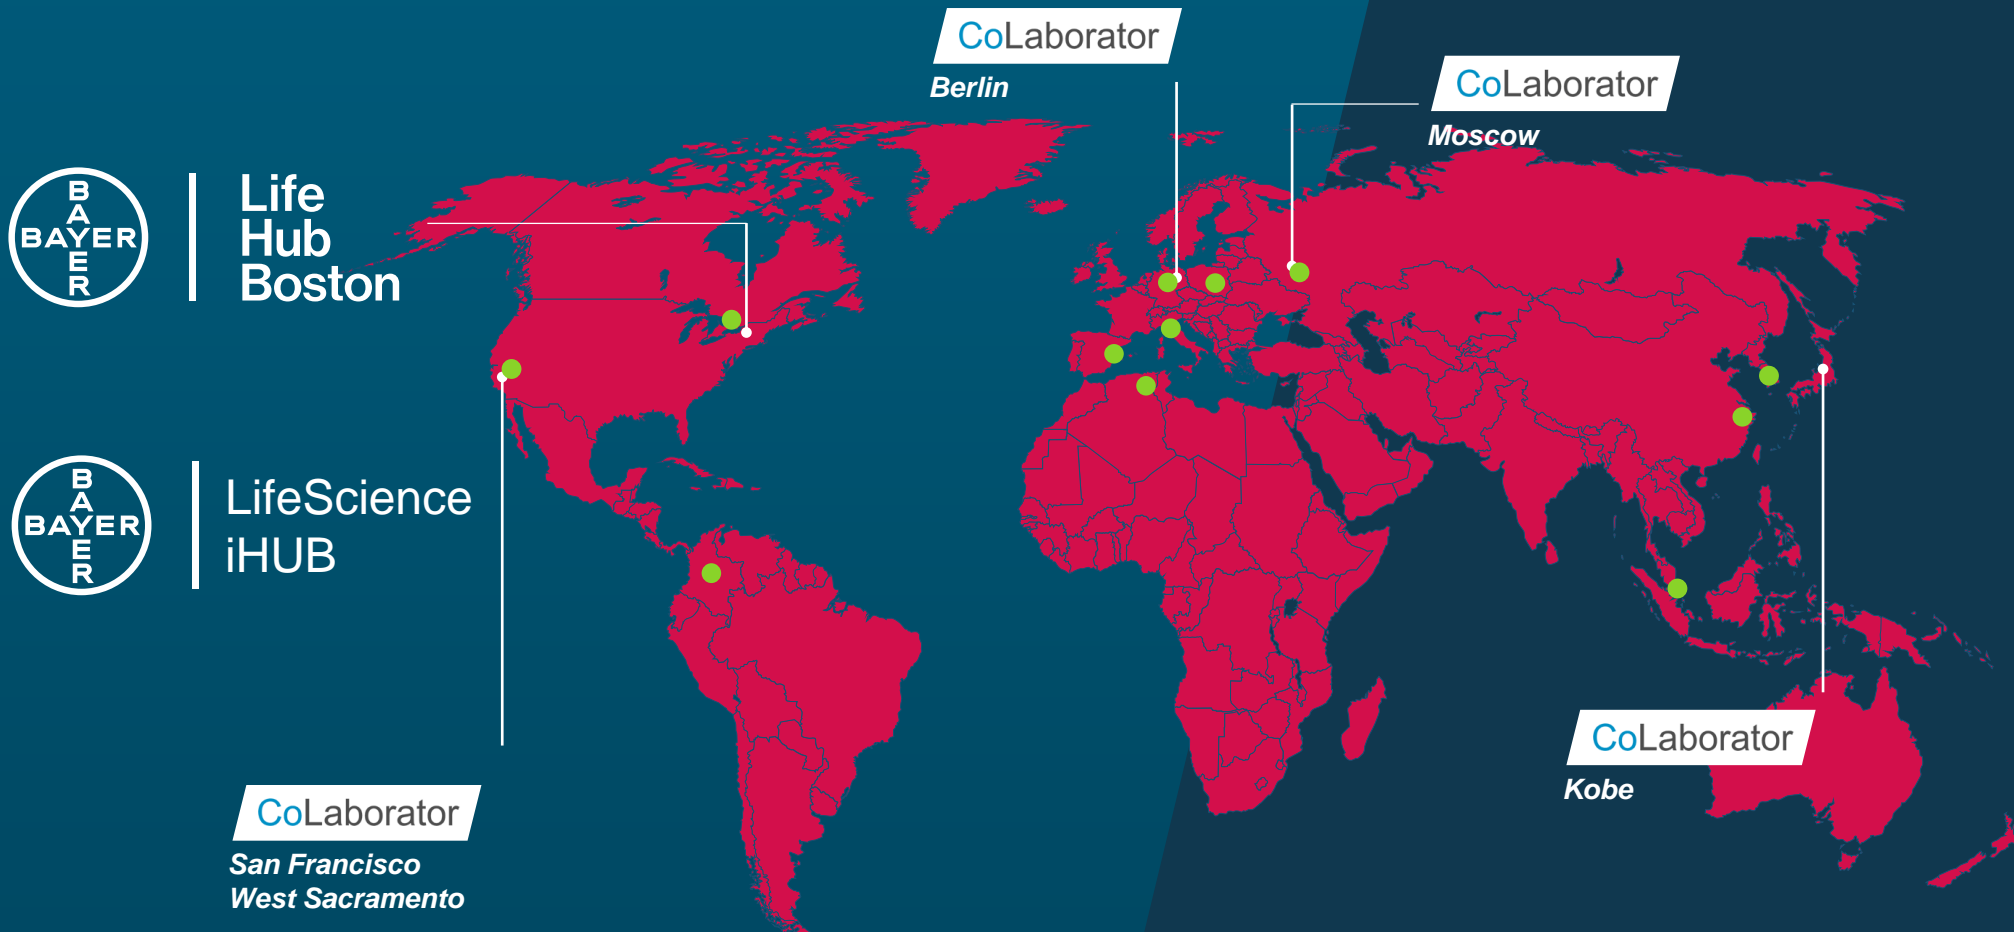 CoLaborator
Berlin
CoLaborator
Moscow
BAYER
BAYER
Life
Hub
Boston
BAYER
BAYER
LifeScience
iHUB
CoLaborator
Kobe
CoLaborator
San Francisco
West Sacramento